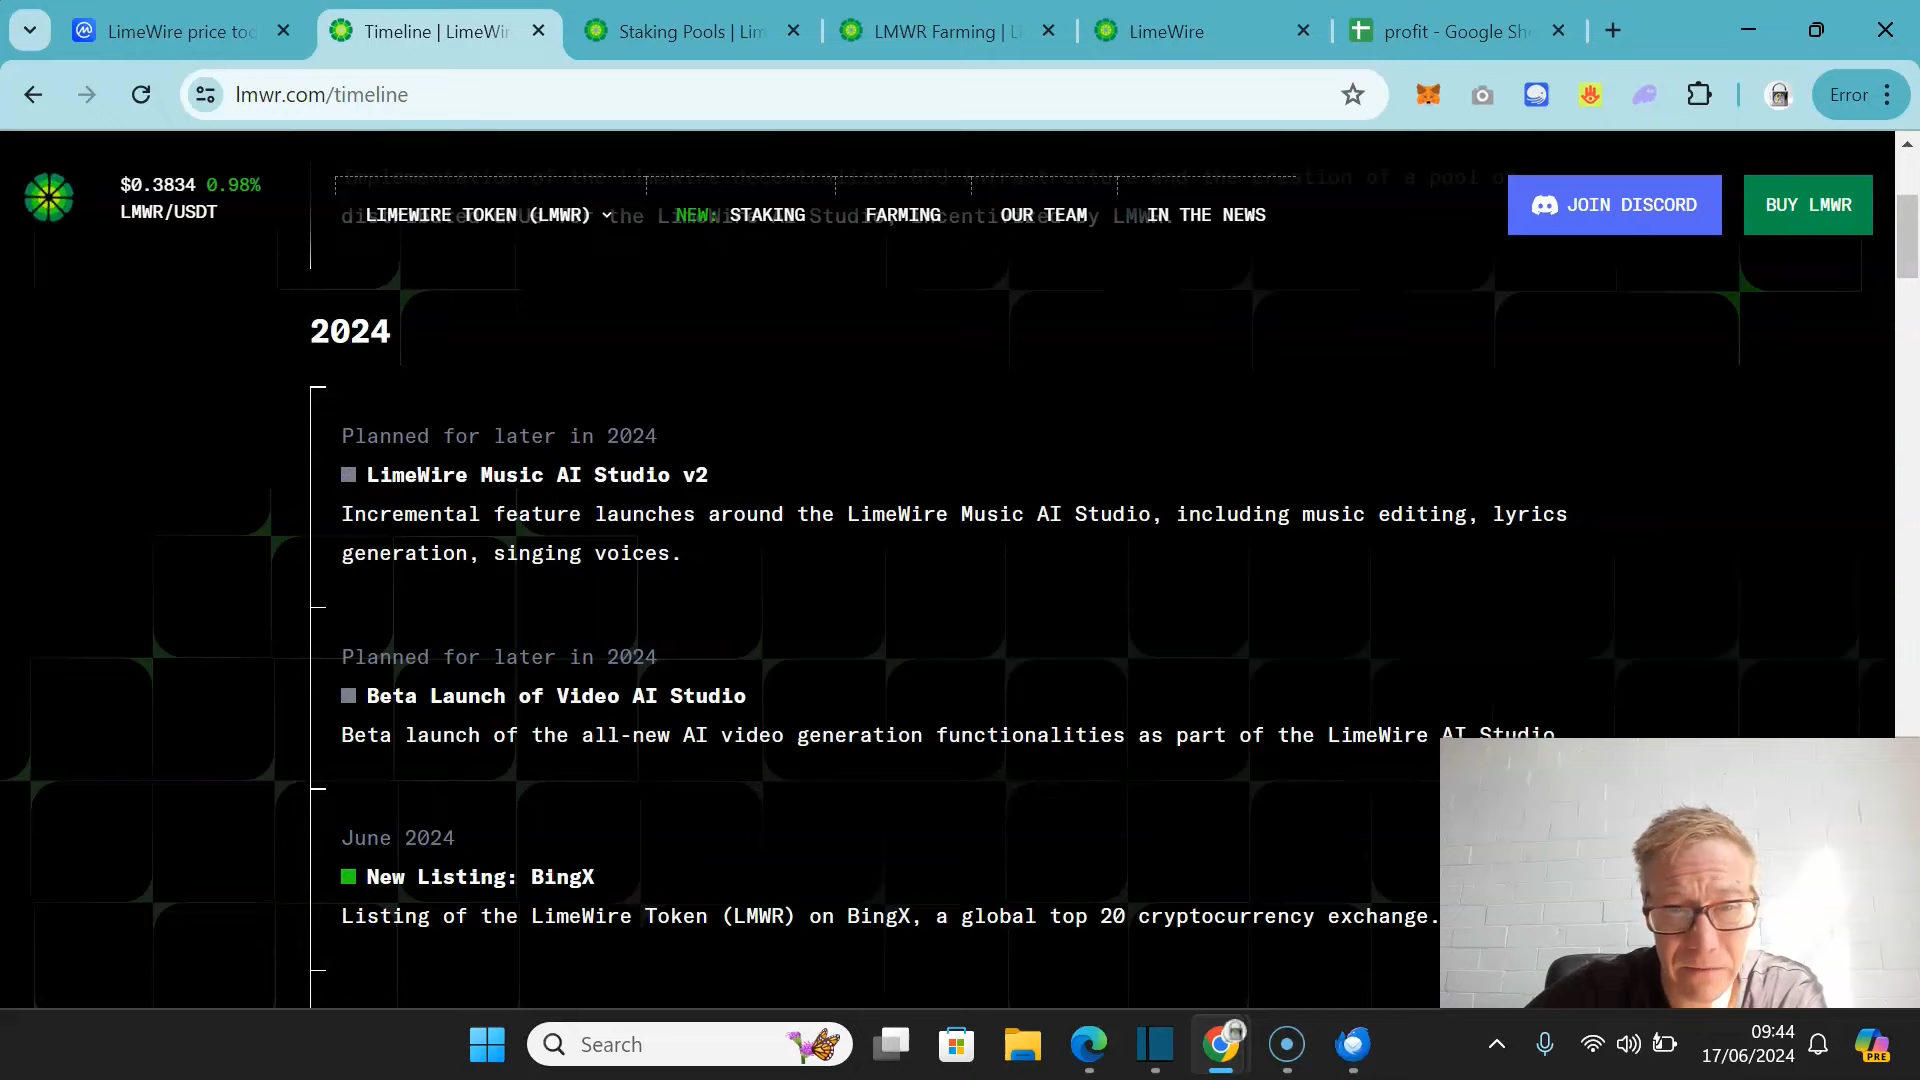 LimeWire price tod
Timeline | LimeWir
Staking Pools | Lim
LMWR Farming | L
LimeWire
profit - Google She
lmwr.com/timeline
Error
$0.3834 0.98%
LMWR/USDT
LIMEWIRE TOKEN (LMWR)
NEW: STAKING
FARMING
OUR TEAM
IN THE NEWS
JOIN DISCORD
BUY LMWR
2024
Planned for later in 2024
LimeWire Music AI Studio v2
Incremental feature launches around the LimeWire Music AI Studio, including music editing, lyrics
generation, singing voices.
Planned for later in 2024
Beta Launch of Video AI Studio
Beta launch of the all-new AI video generation functionalities as part of the LimeWire AI Studio
June 2024
New Listing: BingX
Listing of the LimeWire Token (LMWR) on BingX, a global top 20 cryptocurrency exchange.
Search
09:44
17/06/2024
PRE